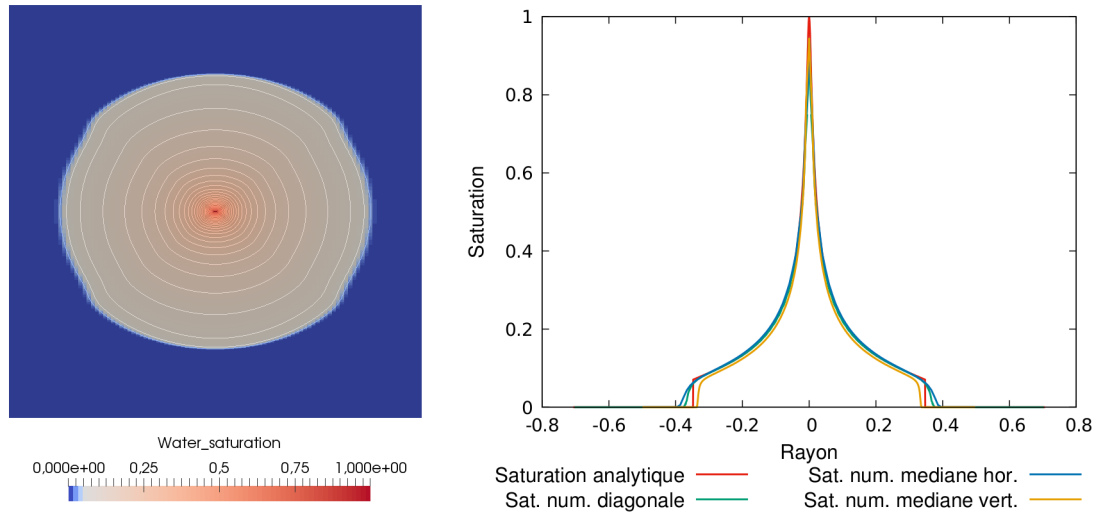 Water_saturation
0,000e+00 0,25 0,5 0,75 1,000e+00
Saturation
1
0.8
0.6
0.4
0.2
0
-0.8 -0.6 -0.4 -0.2 0 0.2 0.4 0.6 0.8
Rayon
Saturation analytique
Sat. num. diagonale
Sat. num. mediane hor.
Sat. num. mediane vert.